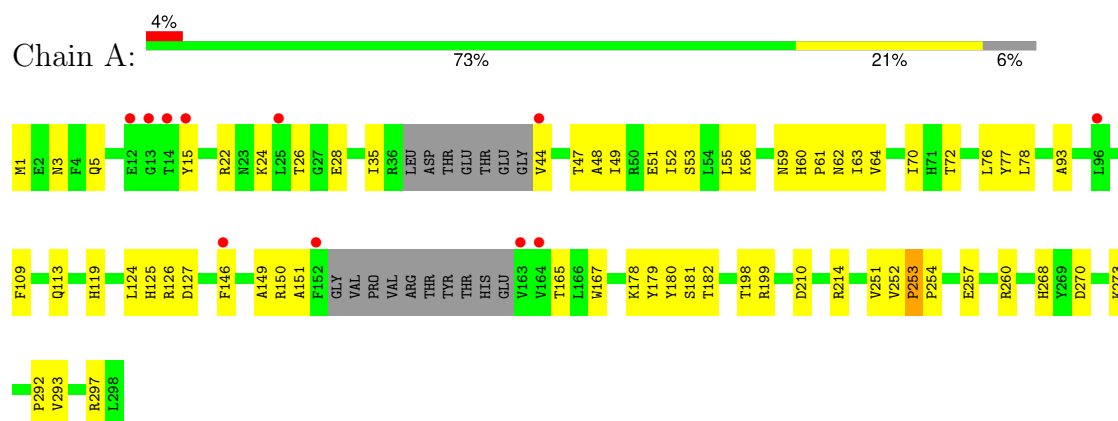 4%
Chain A:
73% 21% 6%
M1 E2 N3 F4 Q5 E12 G13 T14 Y15 R22 N23 K24 L25 T26 G27 E28 I35 R36 LEU ASP THR GLU THR GLU GLY V44 T47 A48 I49 R50 E51 I52 S53 L54 L55 K56 N59 H60 P61 N62 I63 V64 I70 H71 T72 L76 Y77 L78 A93 L96
F109 Q113 H119 L124 H125 R126 D127 F146 A149 R150 A151 F152 GLY VAL PRO VAL ARG THR TYR THR HIS GLU V163 V164 T165 L166 W167 K178 Y179 Y180 S181 T182 T198 R199 D210 R214 V251 V252 P253 P254 E257 R260 H268 Y269 D270
P292 V293 R297 L298